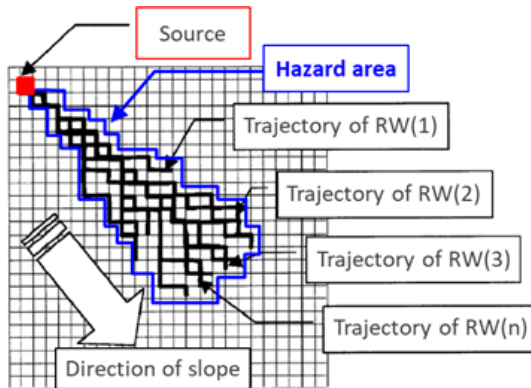 Source
Hazard area
Trajectory of RW(1)
Trajectory of RW(2)
Trajectory of RW(3)
Trajectory of RW(n)
Direction of slope